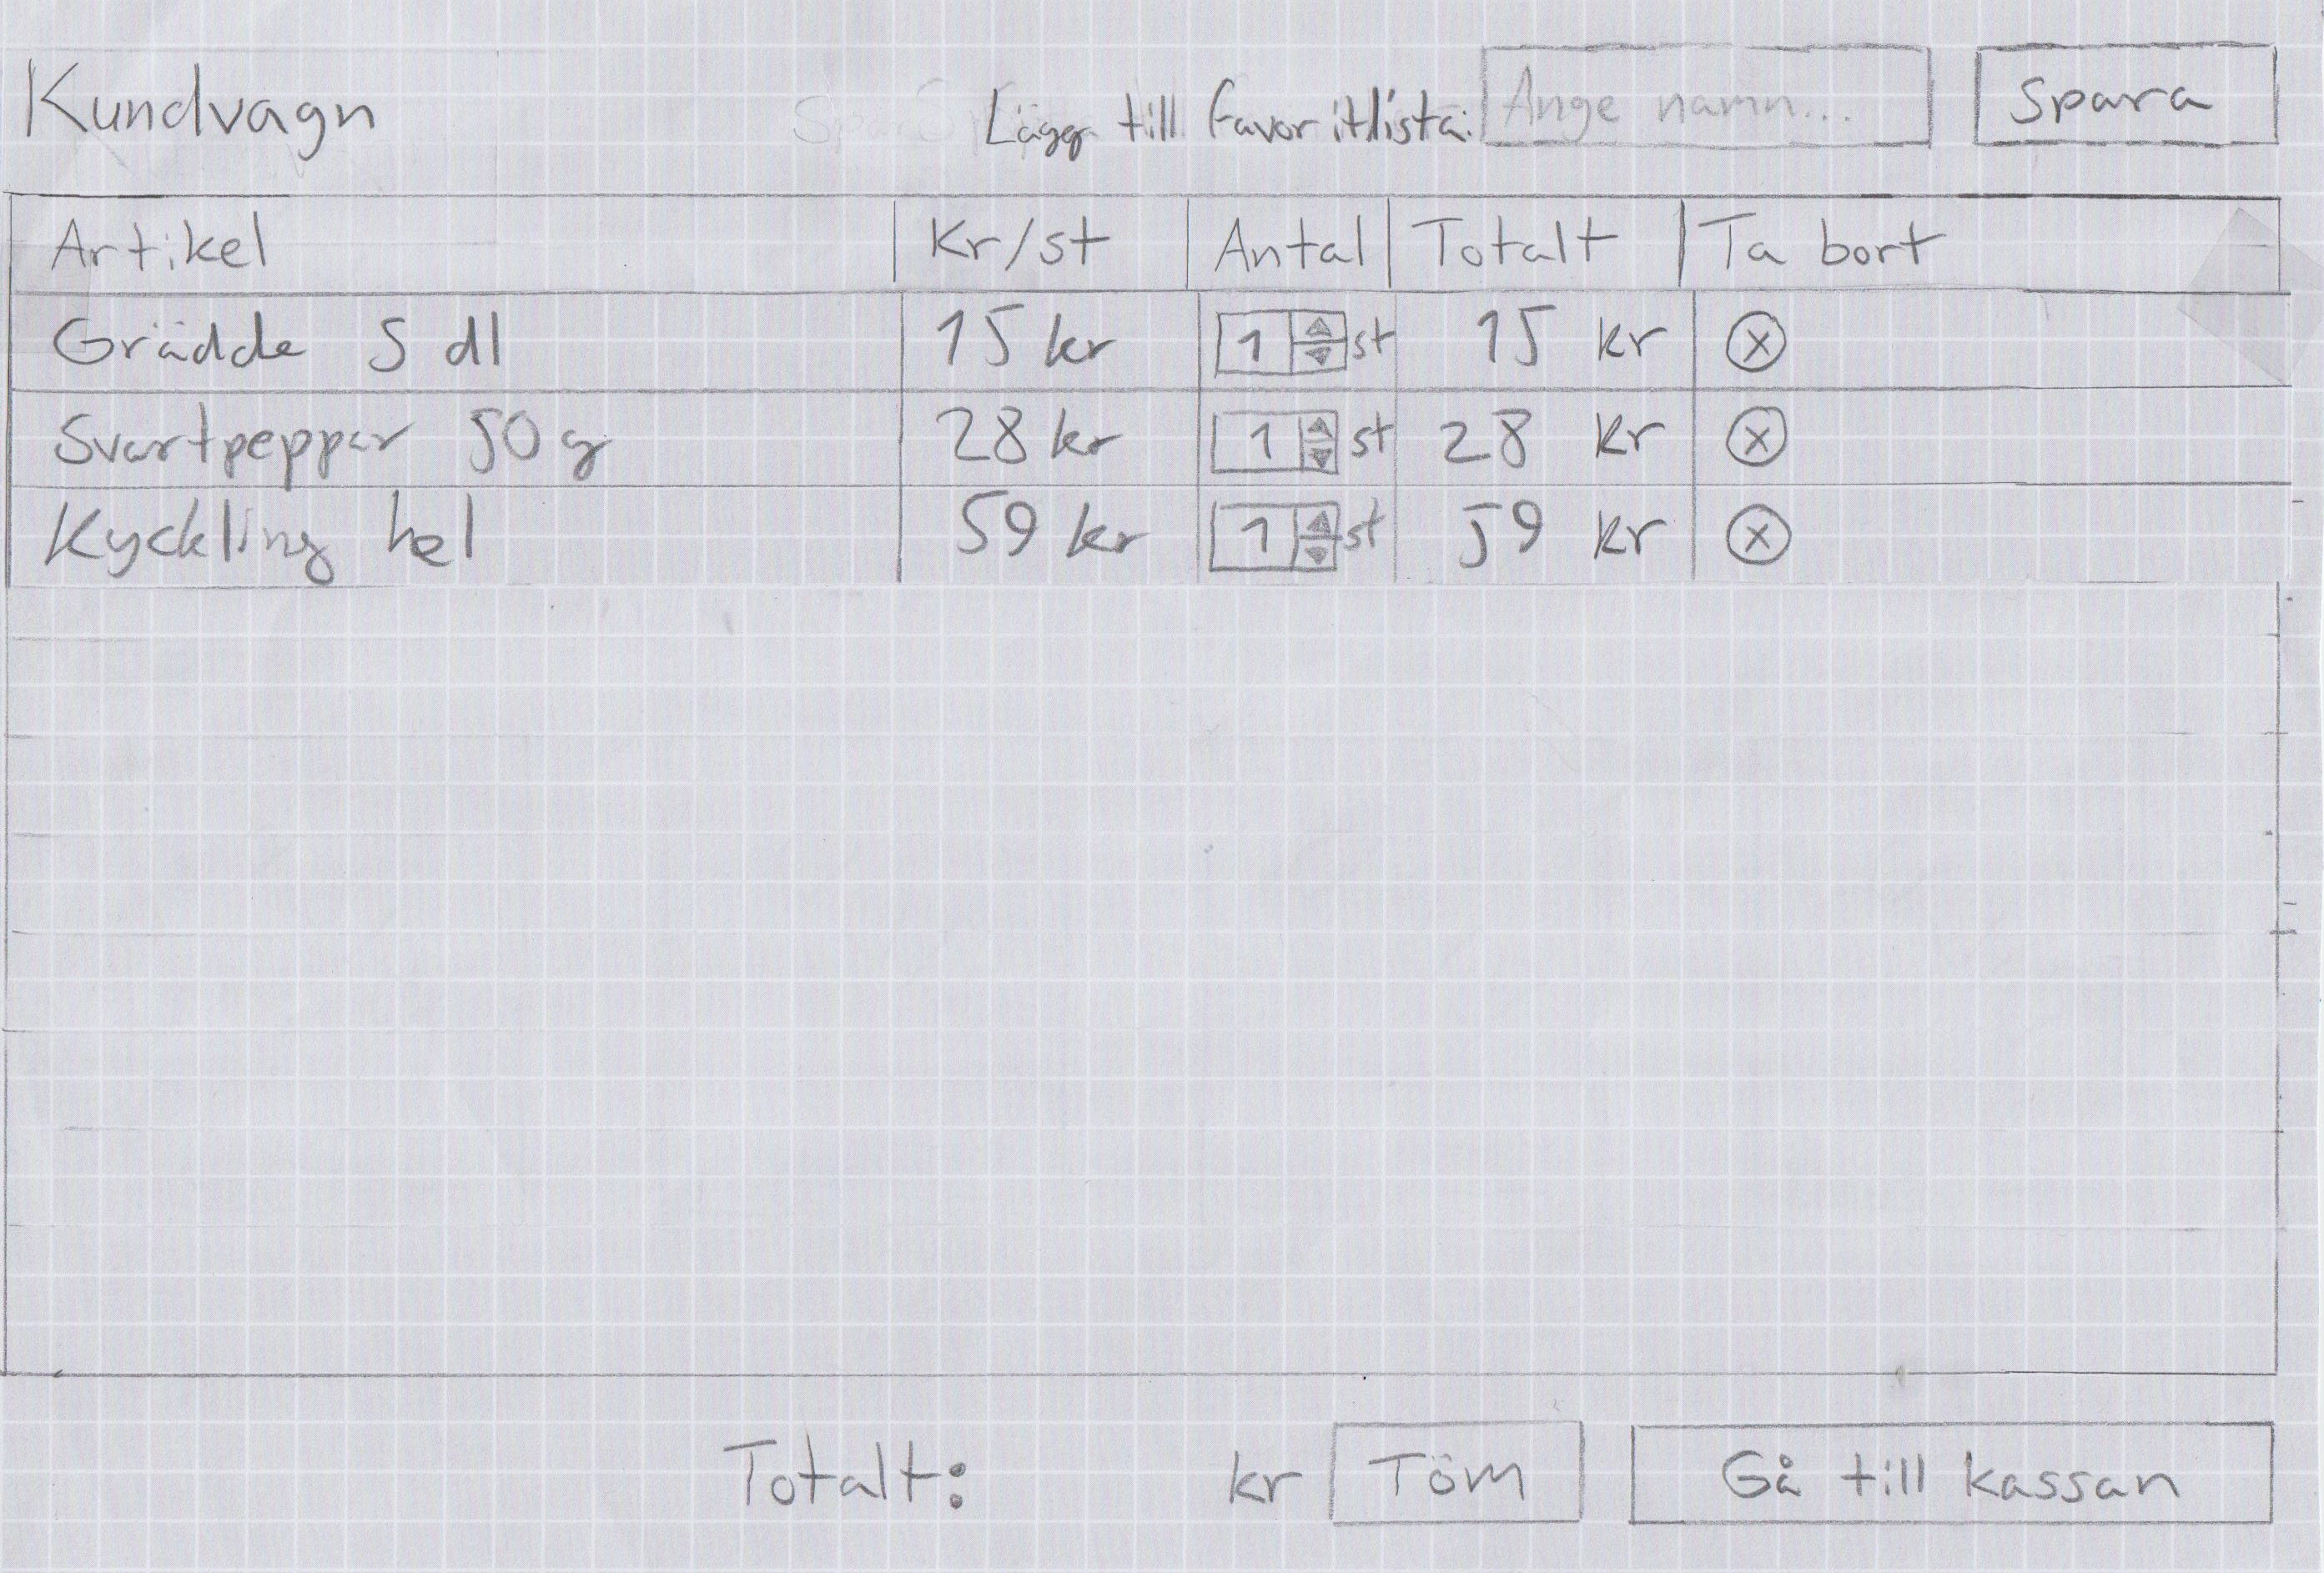 Kundvagn Lägg till favoritlista: Ange namn... Spara
Artikel Kr/st Antal Totalt Ta bort
Grädde 5 dl 15 kr 1 st 15 kr x
Svartpeppar 50 g 28 kr 1 st 28 kr x
Kyckling hel 59 kr 1 st 59 kr x
Totalt: kr Töm Gå till kassan